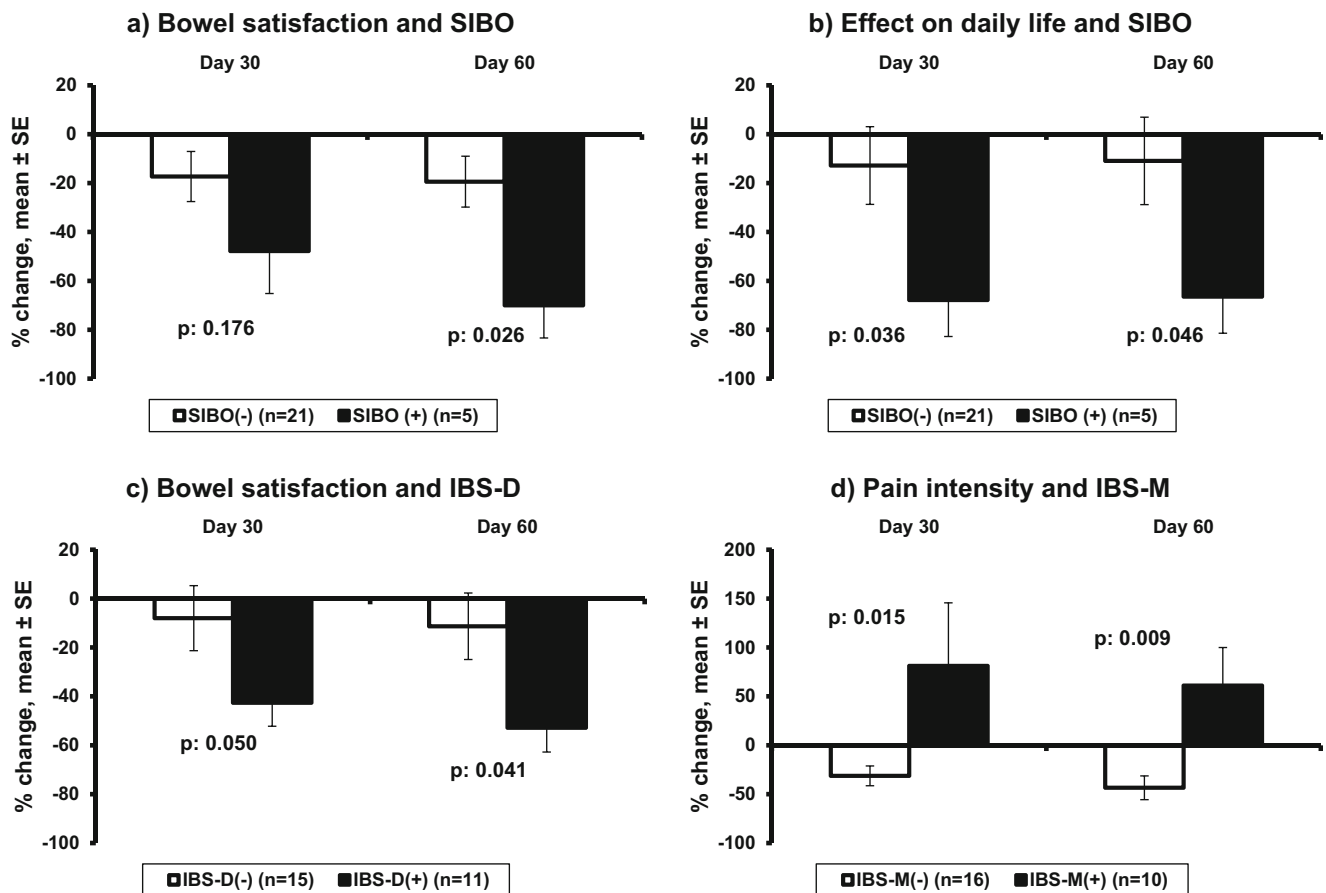 a) Bowel satisfaction and SIBO
Day 30 Day 60
20
0
-20
-40
-60
-80
-100
% change, mean ± SE
p: 0.176
p: 0.026
SIBO(-) (n=21) SIBO (+) (n=5)
b) Effect on daily life and SIBO
Day 30 Day 60
20
0
-20
-40
-60
-80
-100
% change, mean ± SE
p: 0.036
p: 0.046
SIBO(-) (n=21) SIBO (+) (n=5)
c) Bowel satisfaction and IBS-D
Day 30 Day 60
20
0
-20
-40
-60
-80
-100
% change, mean ± SE
p: 0.050
p: 0.041
IBS-D(-) (n=15) IBS-D(+) (n=11)
d) Pain intensity and IBS-M
Day 30 Day 60
200
150
100
50
0
-50
-100
% change, mean ± SE
p: 0.015
p: 0.009
IBS-M(-) (n=16) IBS-M(+) (n=10)